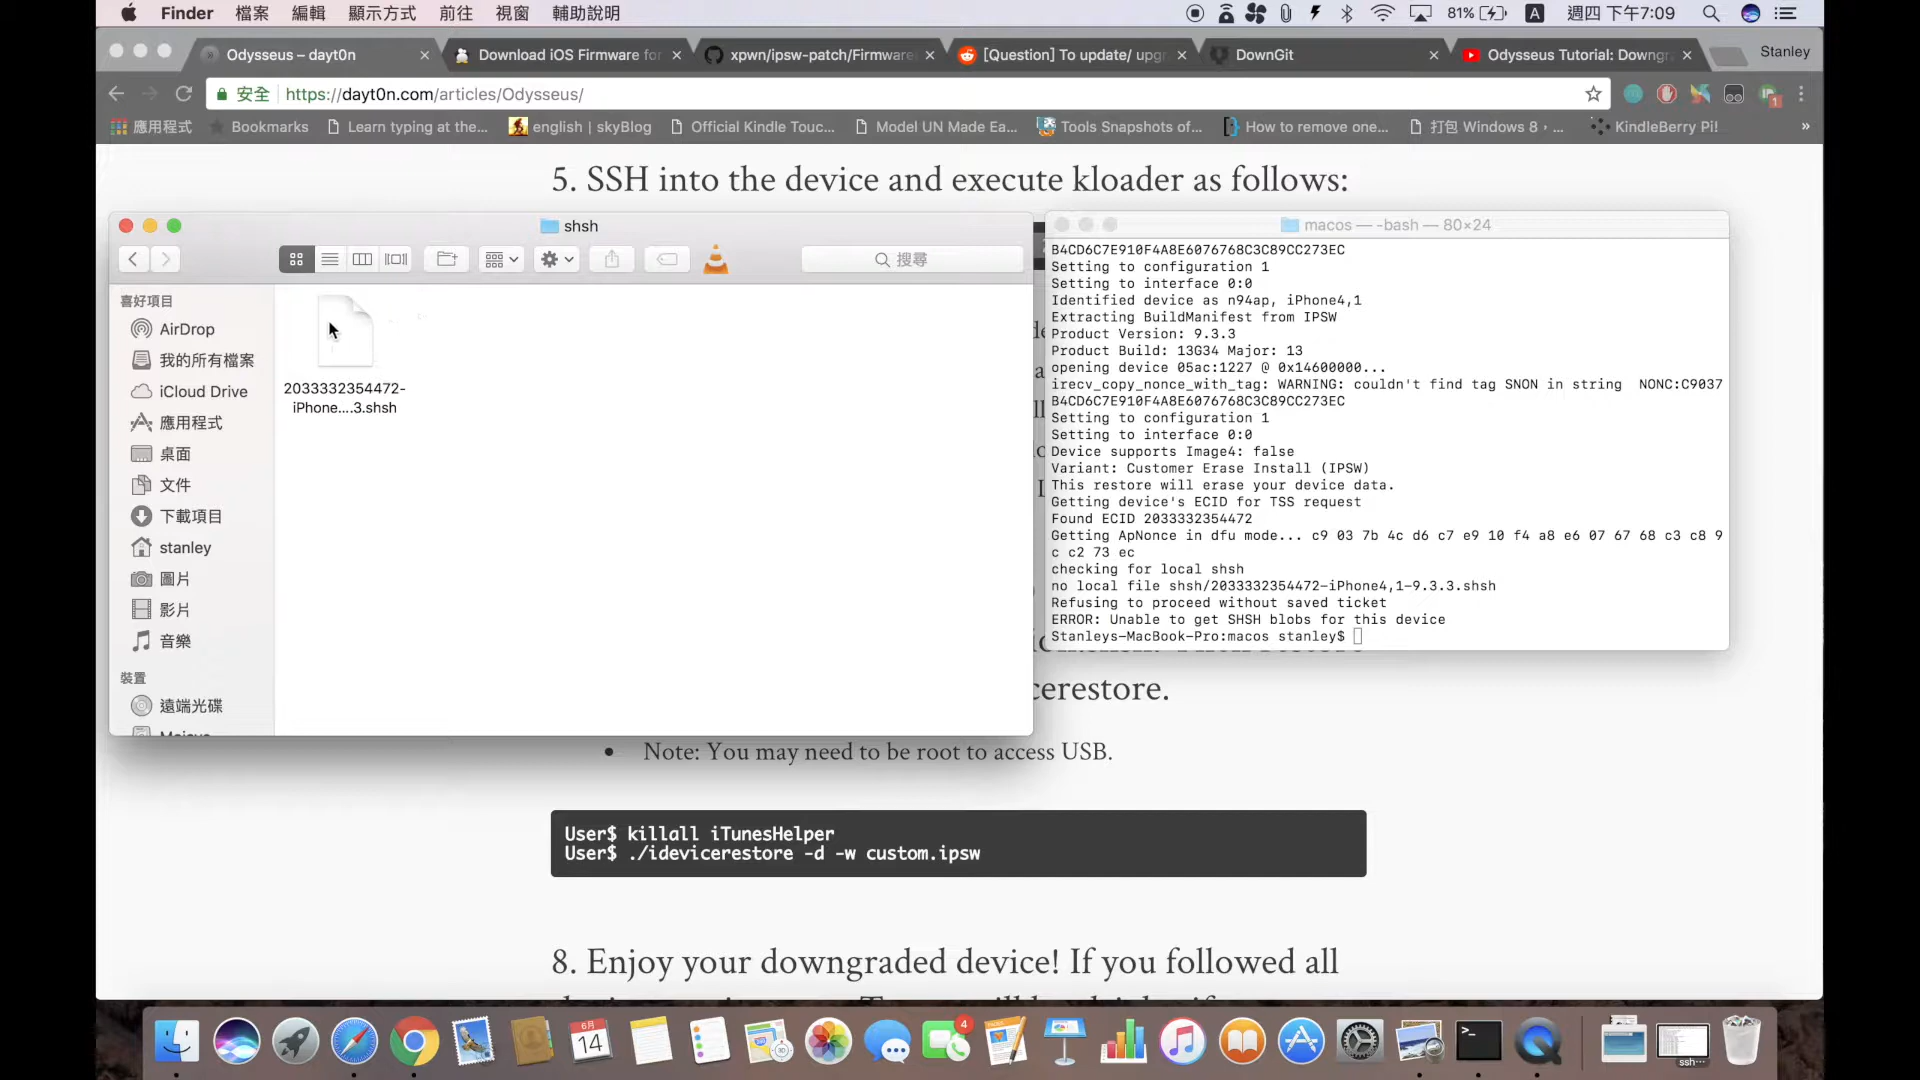 Finder 檔案 編輯 顯示方式 前往 視窗 輔助說明 81% A 週四 下午7:09
Odysseus – dayt0n Download iOS Firmware for xpwn/ipsw-patch/Firmware [Question] To update/ upg DownGit Odysseus Tutorial: Downgr Stanley
安全 https://dayt0n.com/articles/Odysseus/
應用程式 Bookmarks Learn typing at the... english | skyBlog Official Kindle Touc... Model UN Made Ea... Tools Snapshots of... How to remove one... 打包 Windows 8，... KindleBerry Pi! »
5. SSH into the device and execute kloader as follows:
shsh
搜尋
喜好項目
AirDrop
我的所有檔案
iCloud Drive
應用程式
桌面
文件
下載項目
stanley
圖片
影片
音樂
裝置
遠端光碟
2033332354472-
iPhone....3.shsh
macos — -bash — 80×24
B4CD6C7E910F4A8E6076768C3C89CC273EC
Setting to configuration 1
Setting to interface 0:0
Identified device as n94ap, iPhone4,1
Extracting BuildManifest from IPSW
Product Version: 9.3.3
Product Build: 13G34 Major: 13
opening device 05ac:1227 @ 0x14600000...
irecv_copy_nonce_with_tag: WARNING: couldn't find tag SNON in string  NONC:C9037
B4CD6C7E910F4A8E6076768C3C89CC273EC
Setting to configuration 1
Setting to interface 0:0
Device supports Image4: false
Variant: Customer Erase Install (IPSW)
This restore will erase your device data.
Getting device's ECID for TSS request
Found ECID 2033332354472
Getting ApNonce in dfu mode... c9 03 7b 4c d6 c7 e9 10 f4 a8 e6 07 67 68 c3 c8 9
c c2 73 ec
checking for local shsh
no local file shsh/2033332354472-iPhone4,1-9.3.3.shsh
Refusing to proceed without saved ticket
ERROR: Unable to get SHSH blobs for this device
Stanleys-MacBook-Pro:macos stanley$
cerestore.
Note: You may need to be root to access USB.
User$ killall iTunesHelper
User$ ./idevicerestore -d -w custom.ipsw
8. Enjoy your downgraded device! If you followed all
6月
14
4
ssh